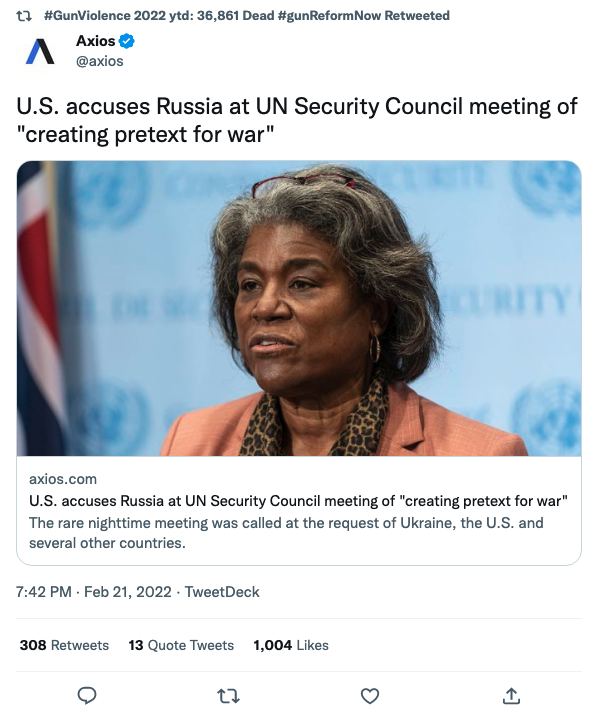 #GunViolence 2022 ytd: 36,861 Dead #gunReformNow Retweeted
Axios
@axios
U.S. accuses Russia at UN Security Council meeting of
"creating pretext for war"
DE SÉC
CURITY
axios.com
U.S. accuses Russia at UN Security Council meeting of "creating pretext for war"
The rare nighttime meeting was called at the request of Ukraine, the U.S. and
several other countries.
7:42 PM · Feb 21, 2022 · TweetDeck
308 Retweets 13 Quote Tweets 1,004 Likes